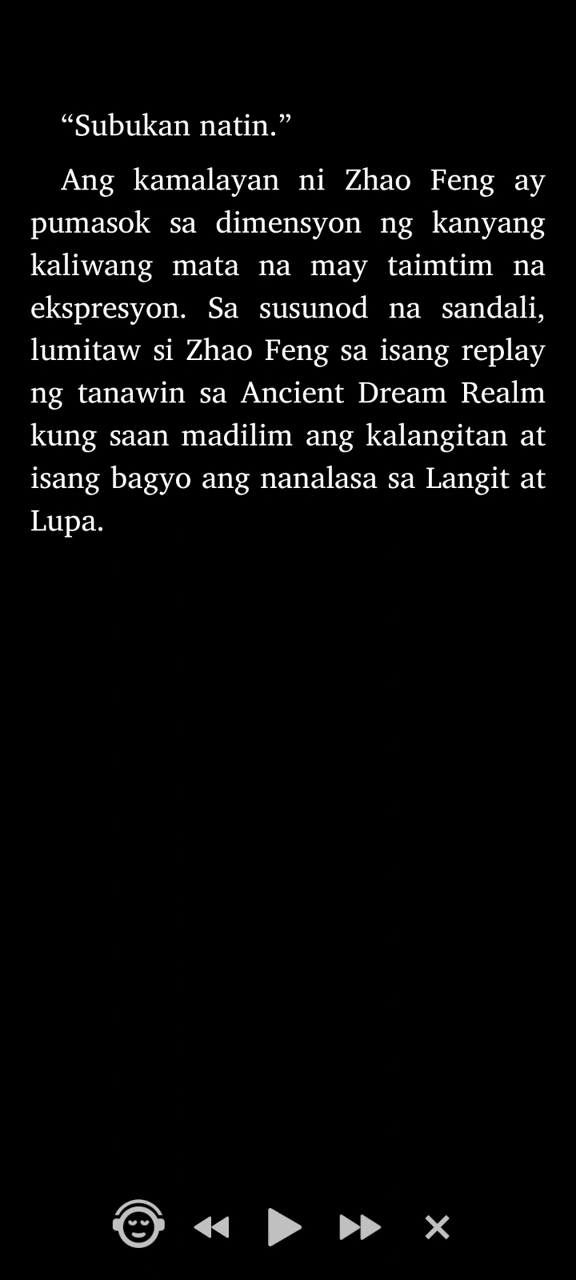 “Subukan natin.”
Ang kamalayan ni Zhao Feng ay
pumasok sa dimensyon ng kanyang
kaliwang mata na may taimtim na
ekspresyon. Sa susunod na sandali,
lumitaw si Zhao Feng sa isang replay
ng tanawin sa Ancient Dream Realm
kung saan madilim ang kalangitan at
isang bagyo ang nanalasa sa Langit at
Lupa.